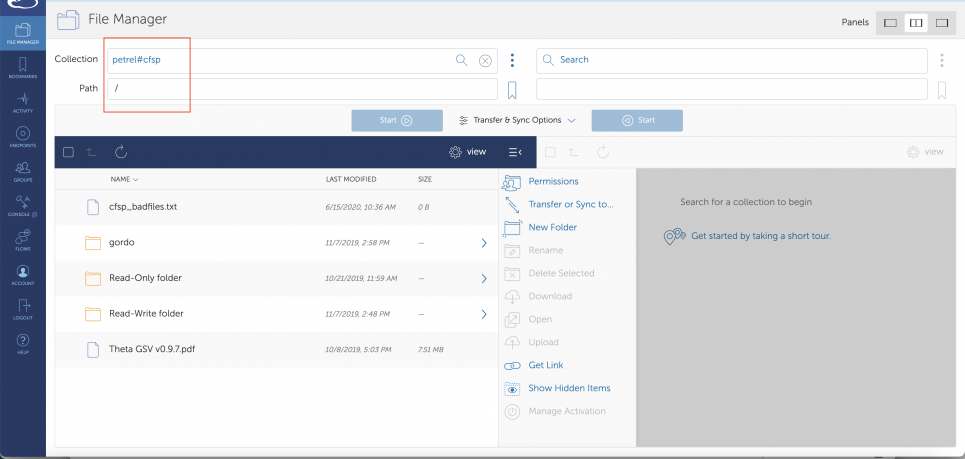 File Manager
Panels
FILE MANAGER
BOOKMARKS
ACTIVITY
ENDPOINTS
GROUPS
CONSOLE
FLOWS
ACCOUNT
LOGOUT
HELP
Collection petrel#cfsp
Search
Path /
Start Transfer & Sync Options Start
view
view
NAME LAST MODIFIED SIZE
cfsp_badfiles.txt 6/15/2020, 10:36 AM 0 B
gordo 11/7/2019, 2:58 PM —
Read-Only folder 10/21/2019, 11:59 AM —
Read-Write folder 11/7/2019, 2:48 PM —
Theta GSV v0.9.7.pdf 10/8/2019, 5:03 PM 7.51 MB
Permissions
Transfer or Sync to...
New Folder
Rename
Delete Selected
Download
Open
Upload
Get Link
Show Hidden Items
Manage Activation
Search for a collection to begin
Get started by taking a short tour.